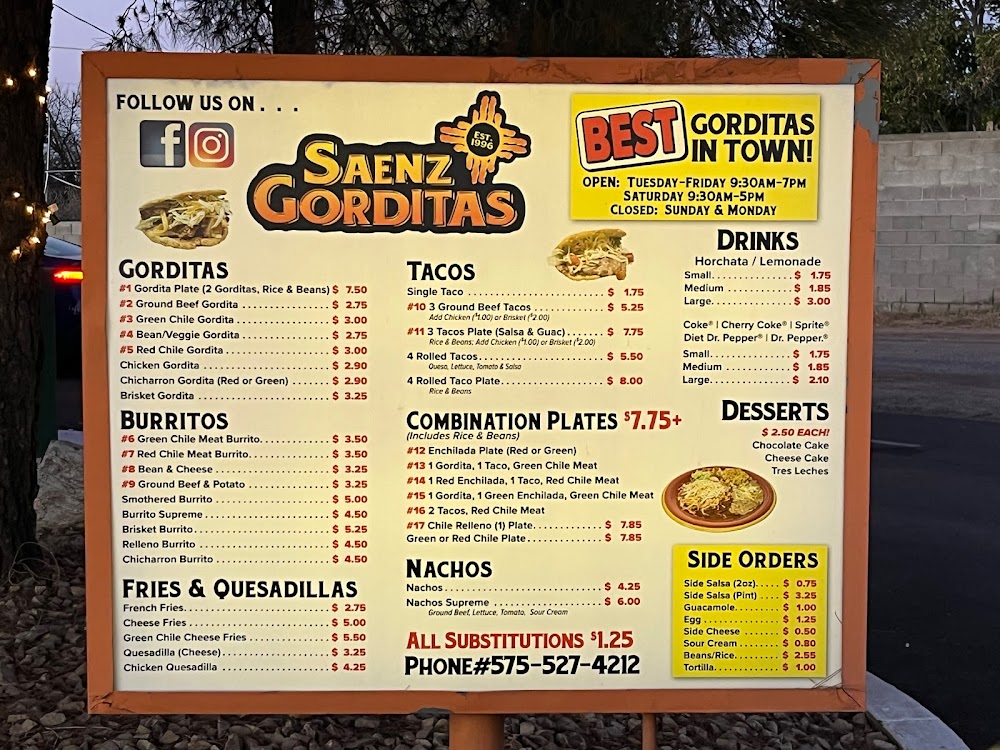 FOLLOW US ON . . .
f
EST.
1996
SAENZ
GORDITAS
BEST GORDITAS
IN TOWN!
OPEN: TUESDAY-FRIDAY 9:30AM-7PM
SATURDAY 9:30AM-5PM
CLOSED: SUNDAY & MONDAY
GORDITAS
#1 Gordita Plate (2 Gorditas, Rice & Beans) $ 7.50
#2 Ground Beef Gordita ................ $ 2.75
#3 Green Chile Gordita ................ $ 3.00
#4 Bean/Veggie Gordita ................ $ 2.75
#5 Red Chile Gordita .................. $ 3.00
Chicken Gordita ....................... $ 2.90
Chicharron Gordita (Red or Green) ....... $ 2.90
Brisket Gordita ....................... $ 3.25
BURRITOS
#6 Green Chile Meat Burrito............ $ 3.50
#7 Red Chile Meat Burrito.............. $ 3.50
#8 Bean & Cheese ...................... $ 3.25
#9 Ground Beef & Potato ............... $ 3.25
Smothered Burrito ..................... $ 5.00
Burrito Supreme ....................... $ 4.50
Brisket Burrito........................ $ 5.25
Relleno Burrito ....................... $ 4.50
Chicharron Burrito .................... $ 4.50
FRIES & QUESADILLAS
French Fries........................... $ 2.75
Cheese Fries .......................... $ 5.00
Green Chile Cheese Fries .............. $ 5.50
Quesadilla (Cheese).................... $ 3.25
Chicken Quesadilla .................... $ 4.25
TACOS
Single Taco ........................... $ 1.75
#10 3 Ground Beef Tacos ............... $ 5.25
Add Chicken ($1.00) or Brisket ($2.00)
#11 3 Tacos Plate (Salsa & Guac)....... $ 7.75
Rice & Beans; Add Chicken ($1.00) or Brisket ($2.00)
4 Rolled Tacos......................... $ 5.50
Queso, Lettuce, Tomato & Salsa
4 Rolled Taco Plate.................... $ 8.00
Rice & Beans
COMBINATION PLATES $7.75+
(Includes Rice & Beans)
#12 Enchilada Plate (Red or Green)
#13 1 Gordita, 1 Taco, Green Chile Meat
#14 1 Red Enchilada, 1 Taco, Red Chile Meat
#15 1 Gordita, 1 Green Enchilada, Green Chile Meat
#16 2 Tacos, Red Chile Meat
#17 Chile Relleno (1) Plate............ $ 7.85
Green or Red Chile Plate............... $ 7.85
NACHOS
Nachos................................. $ 4.25
Nachos Supreme ........................ $ 6.00
Ground Beef, Lettuce, Tomato, Sour Cream
ALL SUBSTITUTIONS $1.25
PHONE#575-527-4212
DRINKS
Horchata / Lemonade
Small.................. $ 1.75
Medium ................ $ 1.85
Large.................. $ 3.00
Coke® | Cherry Coke® | Sprite®
Diet Dr. Pepper® | Dr. Pepper.®
Small.................. $ 1.75
Medium ................ $ 1.85
Large.................. $ 2.10
DESSERTS
$ 2.50 EACH!
Chocolate Cake
Cheese Cake
Tres Leches
SIDE ORDERS
Side Salsa (2oz)..... $ 0.75
Side Salsa (Pint) .... $ 3.25
Guacamole........... $ 1.00
Egg ................. $ 1.25
Side Cheese ......... $ 0.50
Sour Cream .......... $ 0.80
Beans/Rice........... $ 2.55
Tortilla.............. $ 1.00